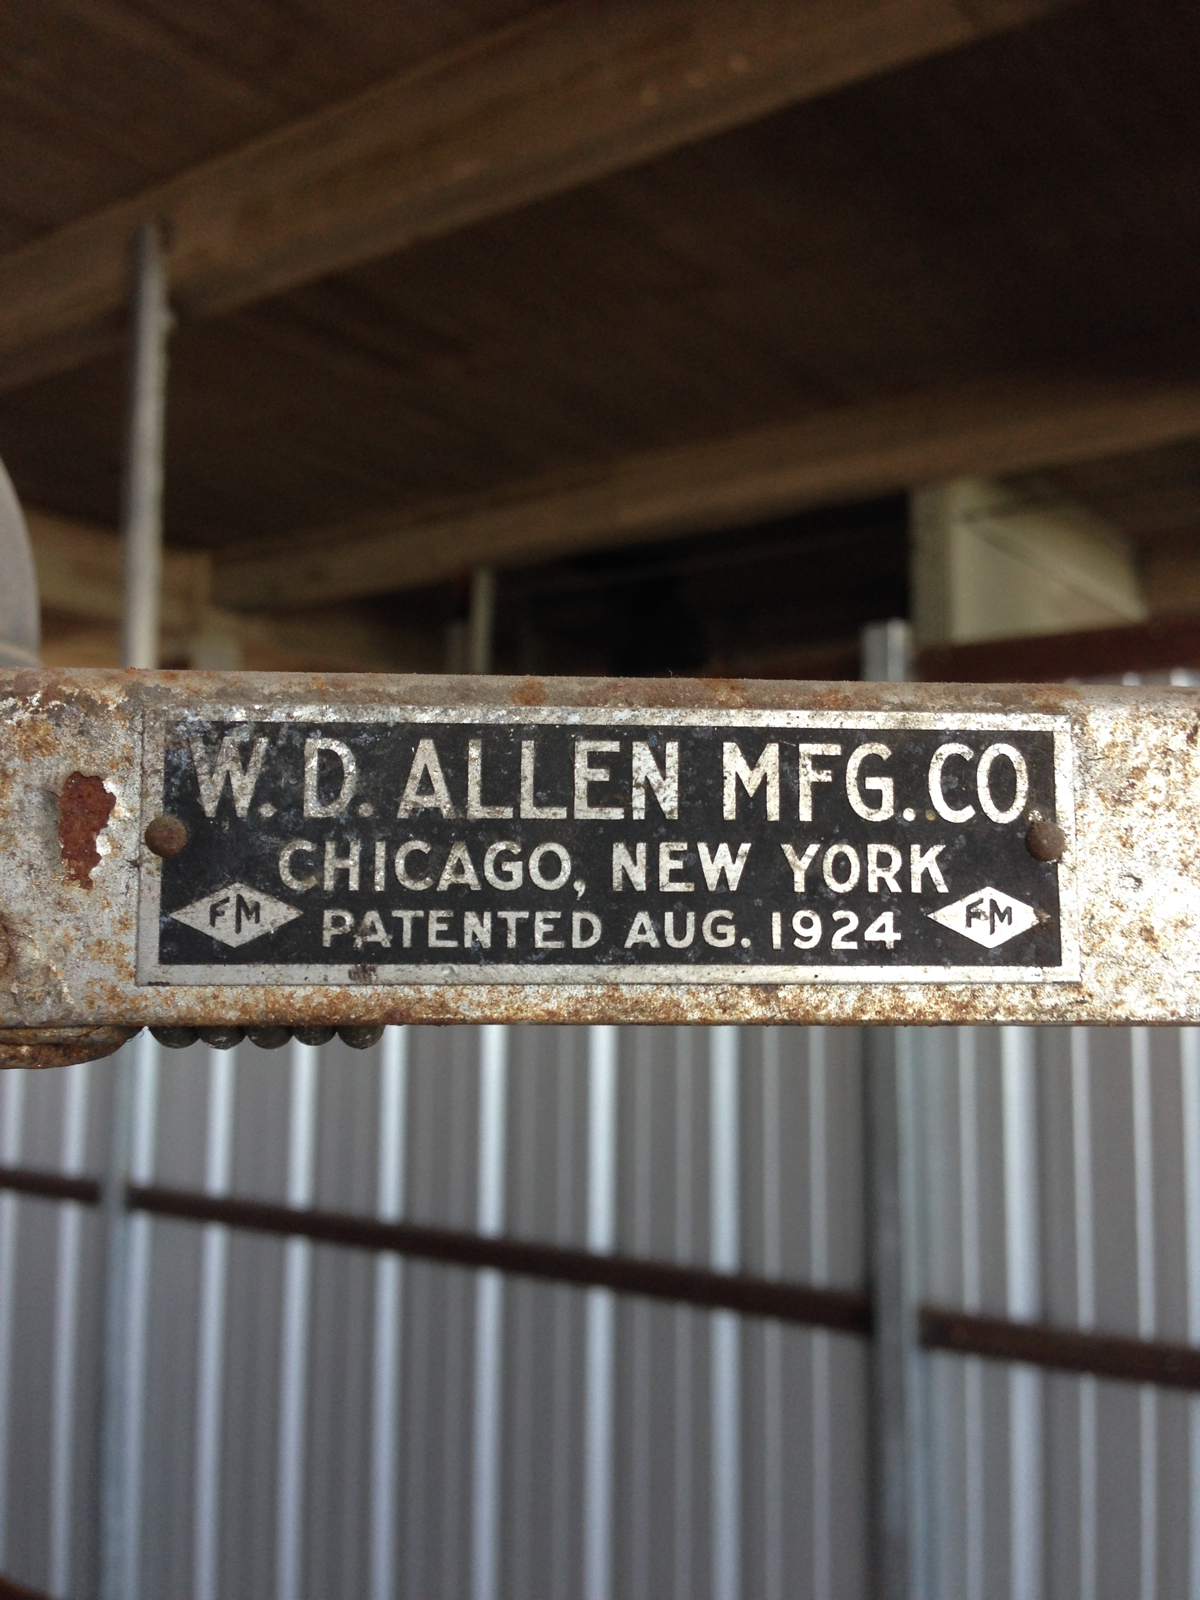 W. D. ALLEN MFG. CO.
CHICAGO, NEW YORK
FM PATENTED AUG. 1924 FM